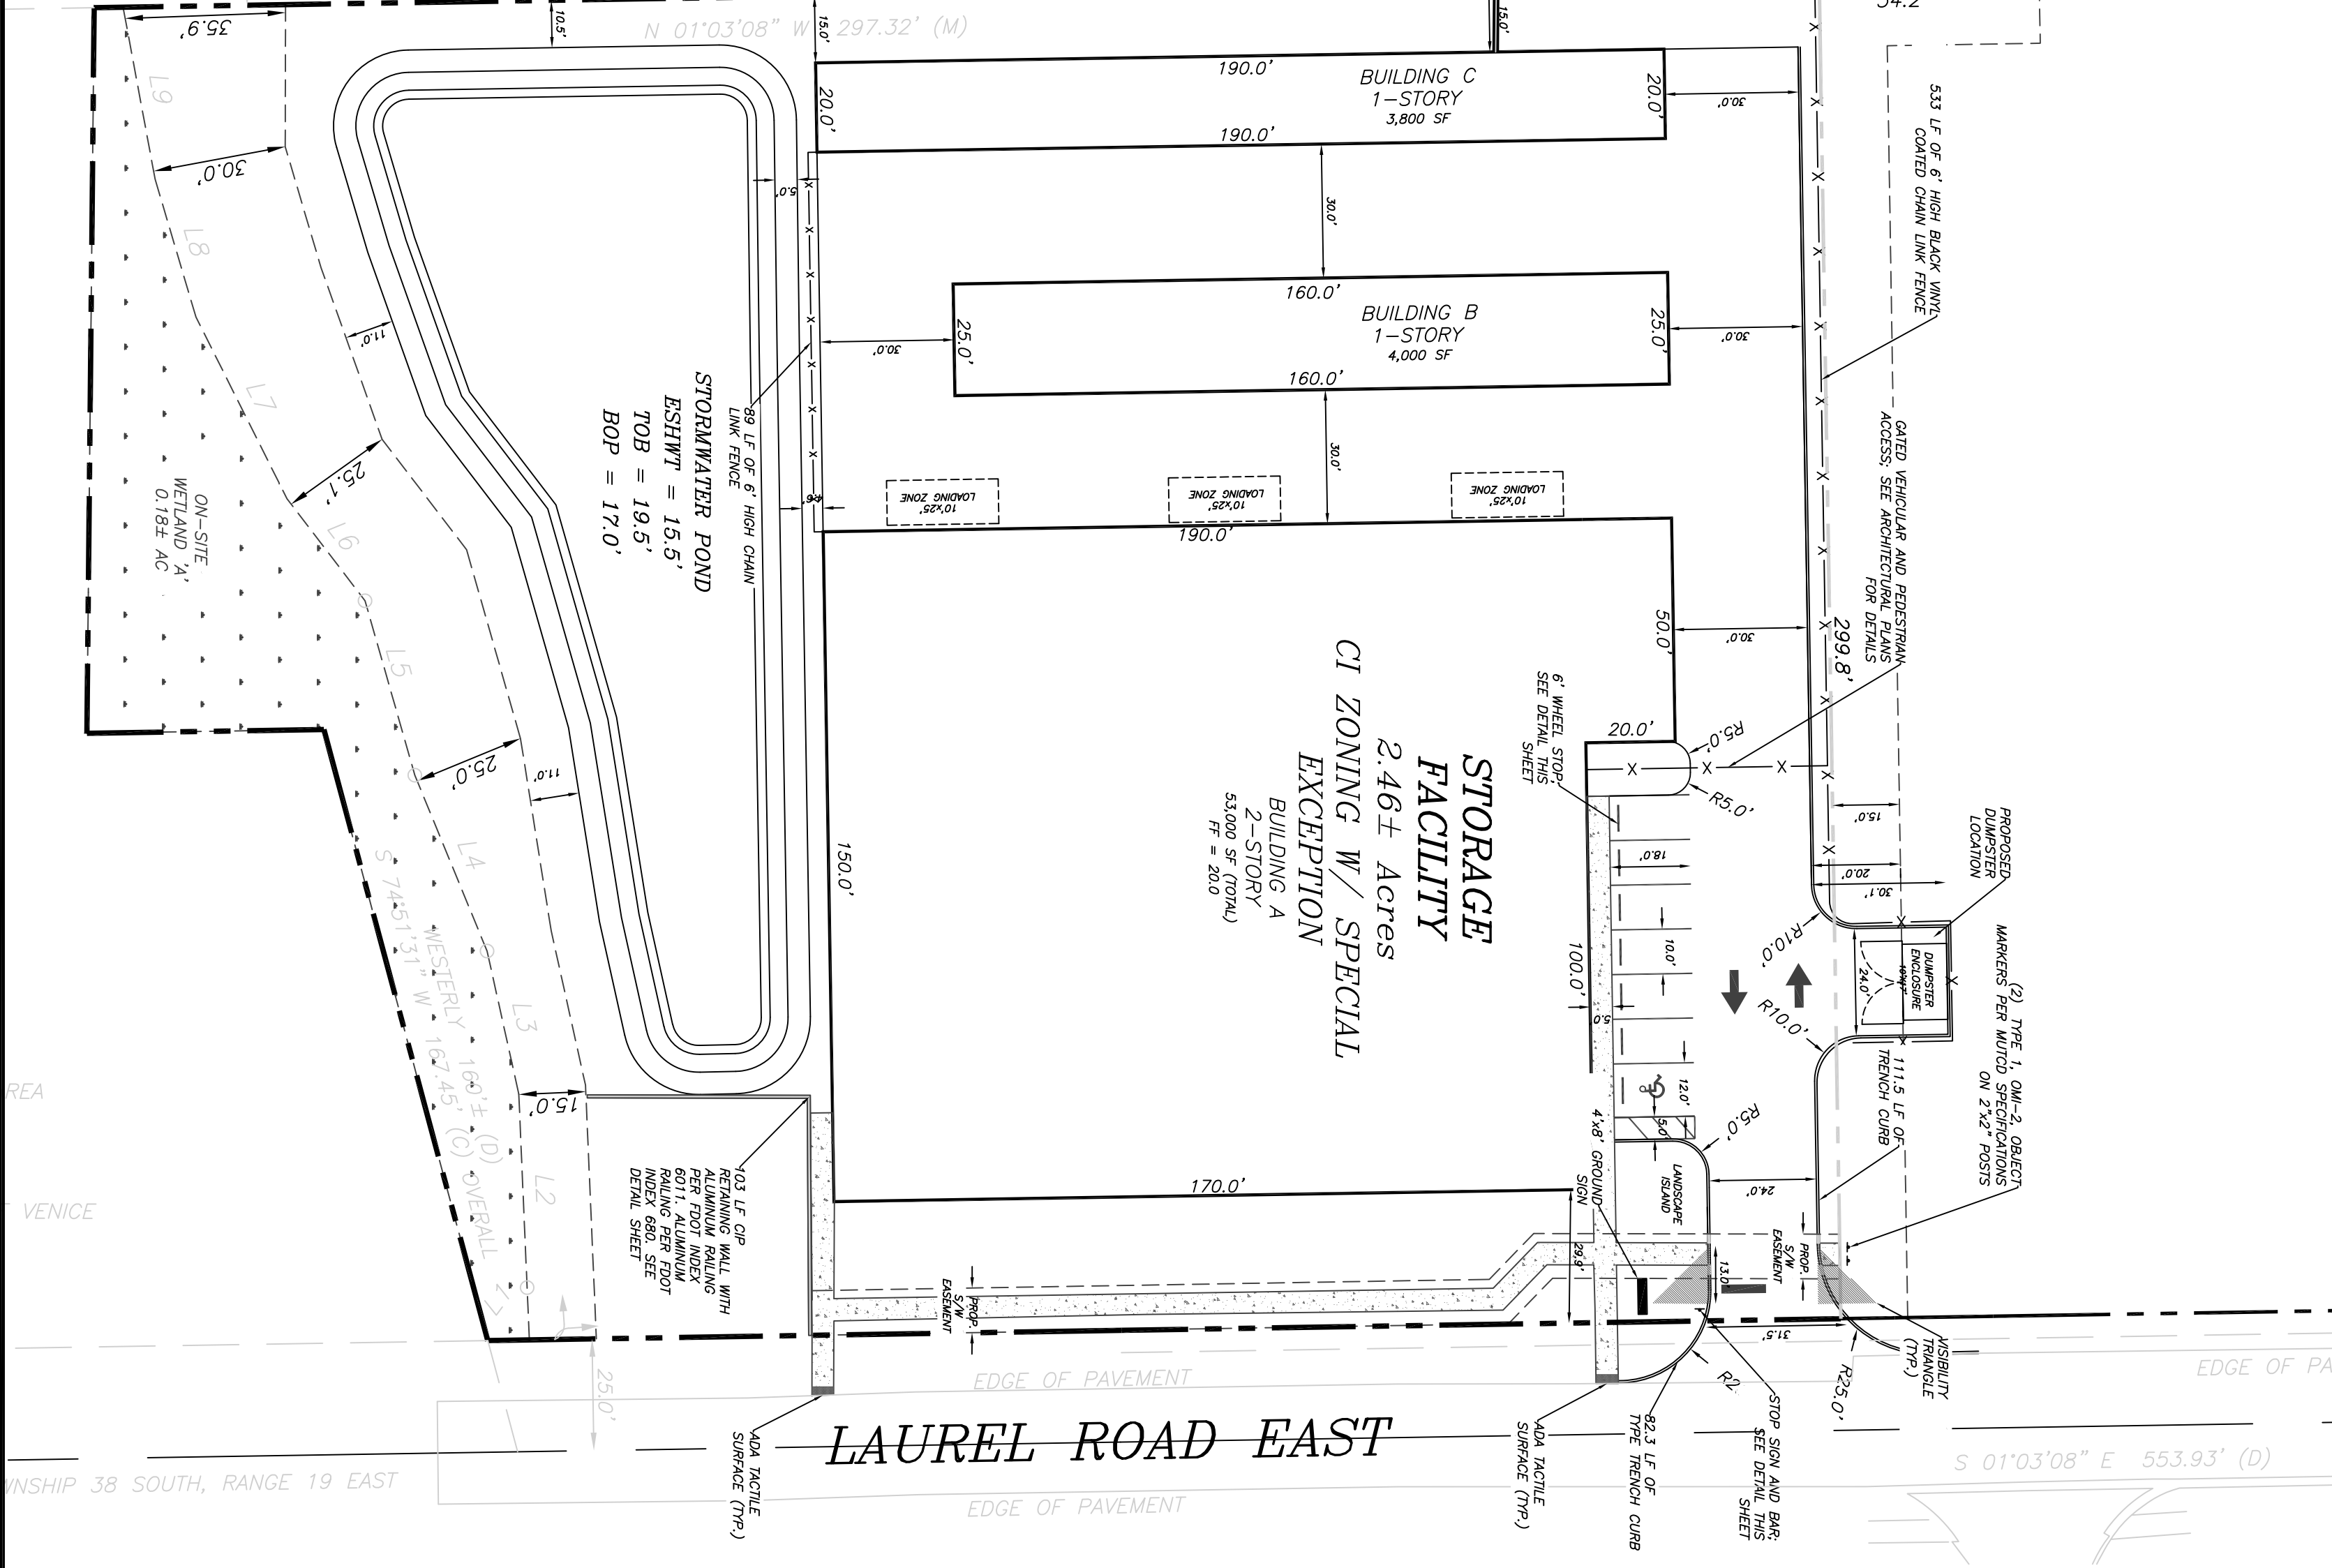 35.9'
10.5'
N 01°03'08" W 297.32' (M)
15.0'
15.0'
54.2
190.0'
BUILDING C
1-STORY
3,800 SF
20.0'
20.0'
190.0'
30.0'
533 LF OF 6' HIGH BLACK VINYL
COATED CHAIN LINK FENCE
L9
30.0'
5.0'
30.0'
L8
160.0'
BUILDING B
1-STORY
4,000 SF
25.0'
25.0'
160.0'
30.0'
30.0'
11.0'
L7
STORMWATER POND
ESHWT = 15.5'
TOB = 19.5'
BOP = 17.0'
89 LF OF 6' HIGH CHAIN
LINK FENCE
30.0'
GATED VEHICULAR AND PEDESTRIAN
ACCESS; SEE ARCHITECTURAL PLANS
FOR DETAILS
25.1'
10'x25'
LOADING ZONE
10'x25'
LOADING ZONE
10'x25'
LOADING ZONE
ON-SITE
WETLAND 'A'
0.18± AC
L6
190.0'
50.0'
30.0'
299.8'
L5
6' WHEEL STOP;
SEE DETAIL THIS
SHEET
20.0'
R5.0'
R5.0'
25.0'
11.0'
STORAGE
FACILITY
2.46± Acres
CI ZONING W/ SPECIAL
EXCEPTION
BUILDING A
2-STORY
53,000 SF (TOTAL)
FF = 20.0
15.0'
PROPOSED
DUMPSTER
LOCATION
L4
150.0'
18.0'
20.0'
30.1'
S 74°51'31" W 167.45' (C) OVERALL
WESTERLY 160'± (D)
100.0'
10.0'
R10.0'
DUMPSTER
ENCLOSURE
24.0'
(2) TYPE 1, OMI-2, OBJECT
MARKERS PER MUTCD SPECIFICATIONS
ON 2"x2" POSTS
L3
5.0'
R10.0'
15.0'
12.0'
5.0'
R5.0'
111.5 LF OF
TRENCH CURB
REA
4'x8' GROUND
SIGN
LANDSCAPE
ISLAND
24.0'
L2
103 LF CIP
RETAINING WALL WITH
ALUMINUM RAILING
PER FDOT INDEX
6011. ALUMINUM
RAILING PER FDOT
INDEX 680. SEE
DETAIL SHEET
170.0'
VENICE
29.9'
13.0'
PROP.
S/W
EASEMENT
PROP.
S/W
EASEMENT
31.5'
VISIBILITY
TRIANGLE
(TYP.)
25.0'
EDGE OF PAVEMENT
R2
R25.0'
EDGE OF PA
ADA TACTILE
SURFACE (TYP.)
LAUREL ROAD EAST
ADA TACTILE
SURFACE (TYP.)
82.3 LF OF
TYPE TRENCH CURB
STOP SIGN AND BAR;
SEE DETAIL THIS
SHEET
S 01°03'08" E 553.93' (D)
WNSHIP 38 SOUTH, RANGE 19 EAST
EDGE OF PAVEMENT